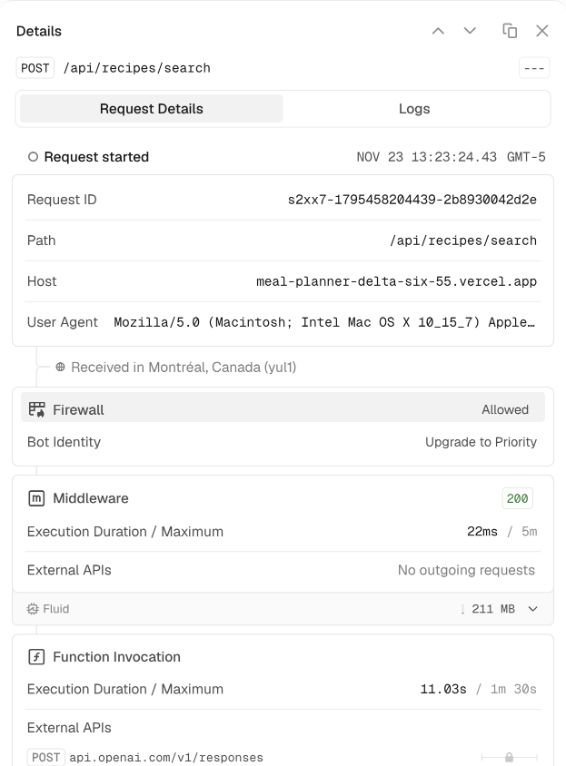 Details
POST /api/recipes/search ---
Request Details Logs
Request started NOV 23 13:23:24.43 GMT-5
Request ID s2xx7-1795458204439-2b8930042d2e
Path /api/recipes/search
Host meal-planner-delta-six-55.vercel.app
User Agent Mozilla/5.0 (Macintosh; Intel Mac OS X 10_15_7) Apple…
Received in Montréal, Canada (yul1)
Firewall Allowed
Bot Identity Upgrade to Priority
m Middleware 200
Execution Duration / Maximum 22ms / 5m
External APIs No outgoing requests
Fluid ↓ 211 MB
f Function Invocation
Execution Duration / Maximum 11.03s / 1m 30s
External APIs
POST api.openai.com/v1/responses